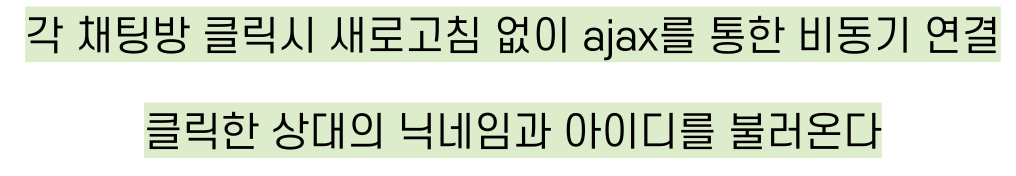 각 채팅방 클릭시 새로고침 없이 ajax를 통한 비동기 연결
클릭한 상대의 닉네임과 아이디를 불러온다